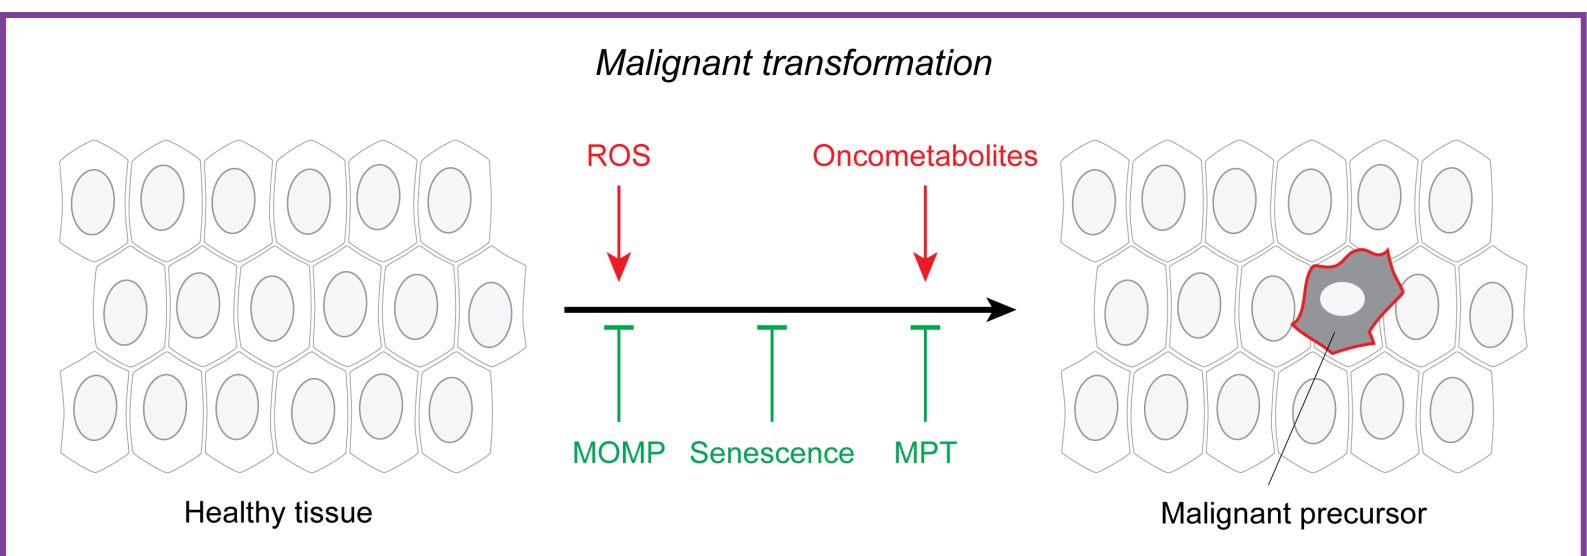 Malignant transformation
ROS
Oncometabolites
MOMP
Senescence
MPT
Healthy tissue
Malignant precursor